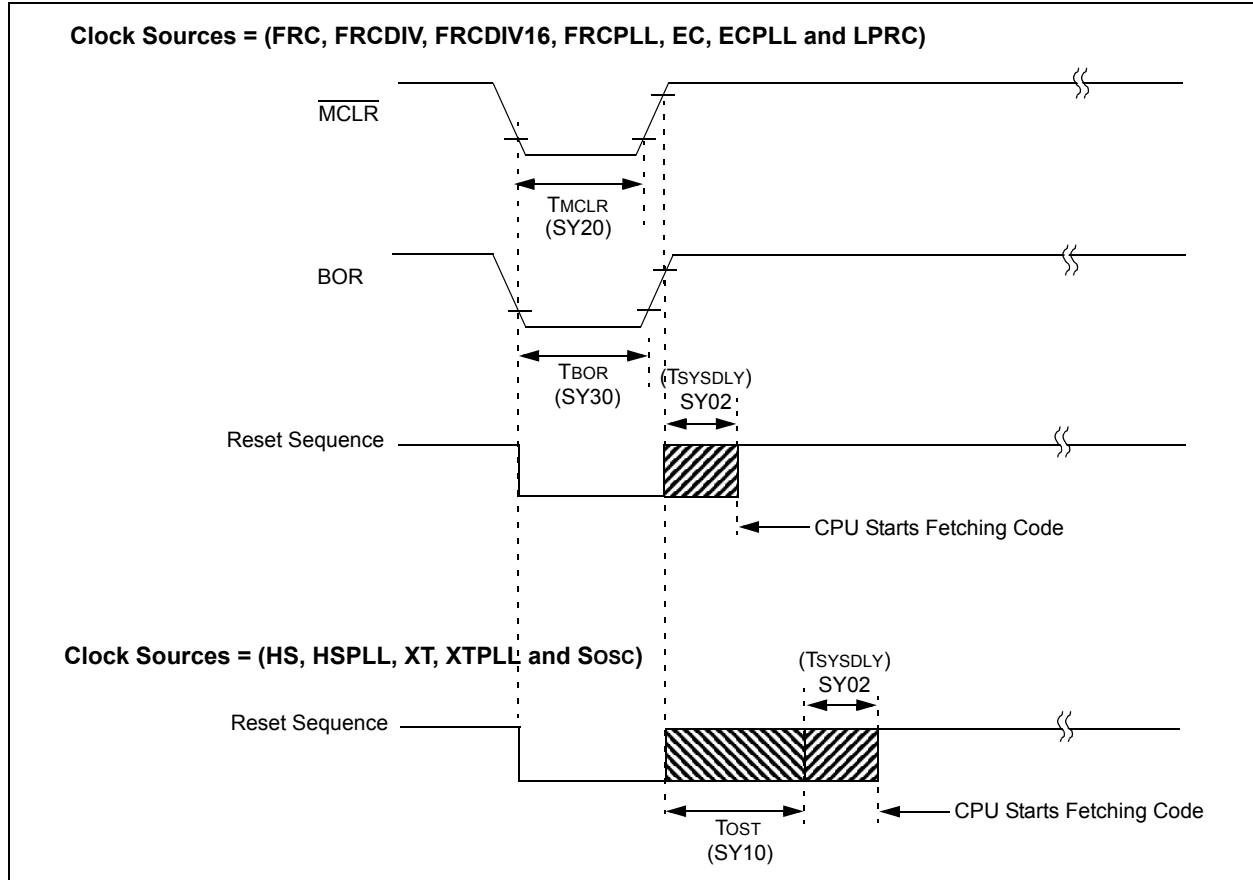 Clock Sources = (FRC, FRCDIV, FRCDIV16, FRCPLL, EC, ECPLL and LPRC)
MCLR
TMCLR
(SY20)
BOR
TBOR
(SY30)
(TSYSDLY)
SY02
Reset Sequence
CPU Starts Fetching Code
Clock Sources = (HS, HSPLL, XT, XTPLL and SOSC)
(TSYSDLY)
SY02
Reset Sequence
CPU Starts Fetching Code
TOST
(SY10)